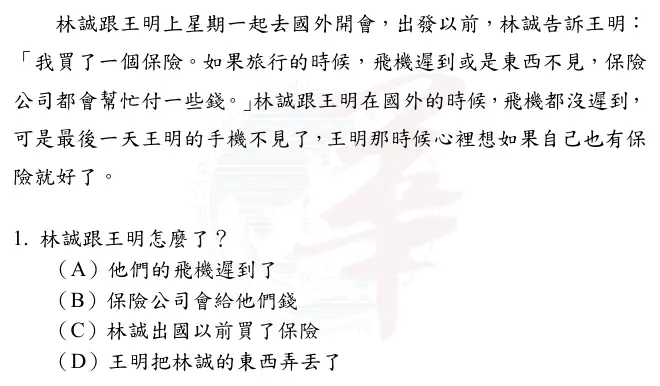 林誠跟王明上星期一起去國外開會，出發以前，林誠告訴王明：
「我買了一個保險。如果旅行的時候，飛機遲到或是東西不見，保險
公司都會幫忙付一些錢。」林誠跟王明在國外的時候，飛機都沒遲到，
可是最後一天王明的手機不見了，王明那時候心裡想如果自己也有保
險就好了。
1. 林誠跟王明怎麼了？
（A）他們的飛機遲到了
（B）保險公司會給他們錢
（C）林誠出國以前買了保險
（D）王明把林誠的東西弄丟了